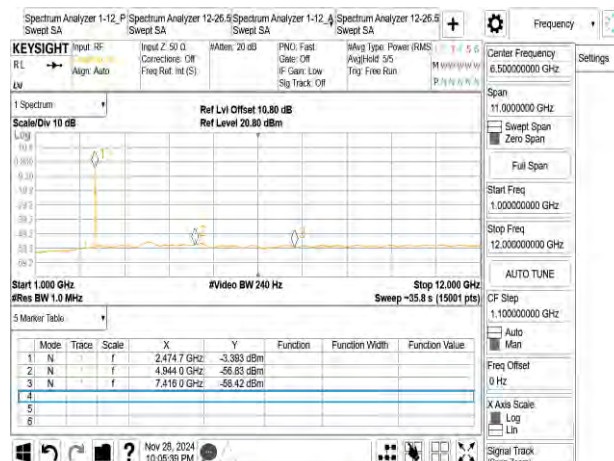 Spectrum Analyzer 1-12_P
Swept SA
Spectrum Analyzer 12-26.5
Swept SA
Spectrum Analyzer 1-12_A
Swept SA
Spectrum Analyzer 12-26.5
Swept SA
+
Frequency
Settings
KEYSIGHT
RL
Input: RF
Align: Auto
Input Z: 50 Ω
Corrections: Off
Freq Ref: Int (S)
#Atten: 20 dB
PNO: Fast
Gate: Off
IF Gain: Low
Sig Track: Off
#Avg Type: Power (RMS)
Avg|Hold: 5/5
Trig: Free Run
1 Spectrum
Scale/Div 10 dB
Log
Ref Lvl Offset 10.80 dB
Ref Level 20.80 dBm
1
2
3
Start 1.000 GHz
#Res BW 1.0 MHz
#Video BW 240 Hz
Stop 12.000 GHz
Sweep ~35.8 s (15001 pts)
5 Marker Table
Mode Trace Scale X Y Function Function Width Function Value
1 N 1 f 2.474 7 GHz -3.393 dBm
2 N 1 f 4.944 0 GHz -56.83 dBm
3 N 1 f 7.416 0 GHz -58.42 dBm
4
5
6
Nov 28, 2024
10:05:39 PM
Center Frequency
6.500000000 GHz
Span
11.0000000 GHz
Swept Span
Zero Span
Full Span
Start Freq
1.000000000 GHz
Stop Freq
12.000000000 GHz
AUTO TUNE
CF Step
1.100000000 GHz
Auto
Man
Freq Offset
0 Hz
X Axis Scale
Log
Lin
Signal Track